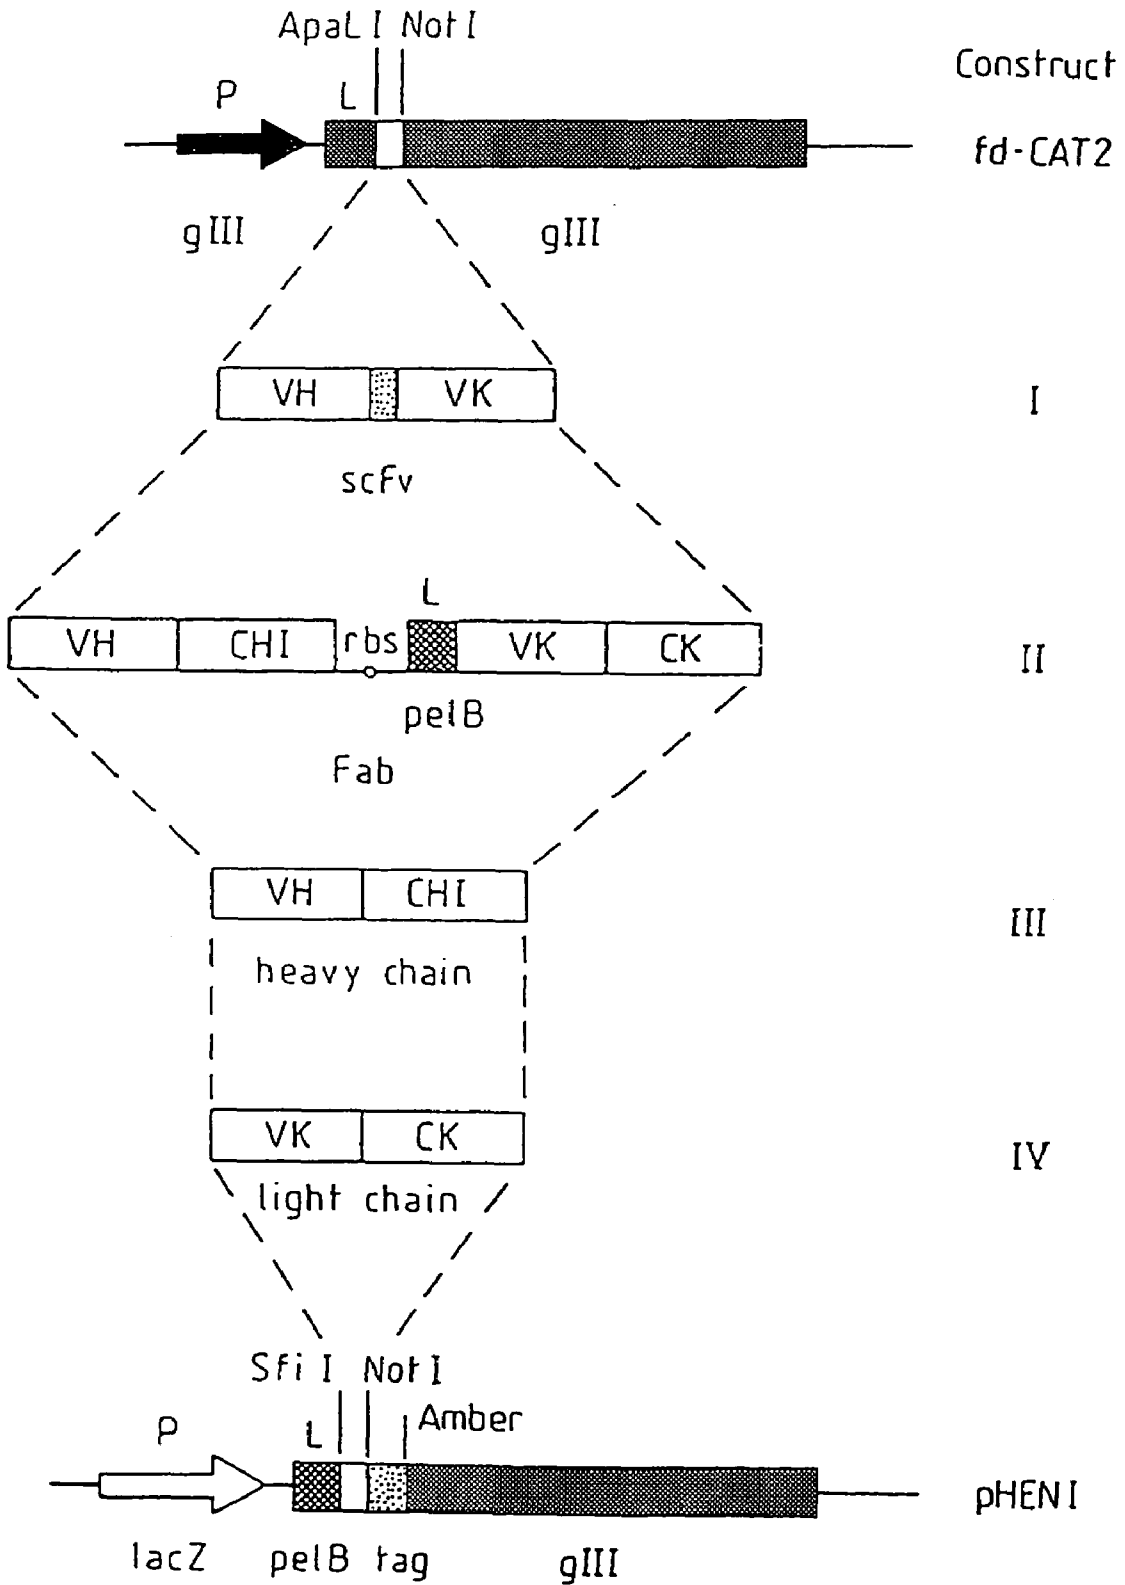 ApaL I Not I
Construct
P L
fd-CAT2
gIII gIII
VH VK I
scFv
L
VH CHI rbs VK CK II
pelB
Fab
VH CHI III
heavy chain
VK CK IV
light chain
Sfi I Not I
P L Amber
pHENI
lacZ pelB tag gIII